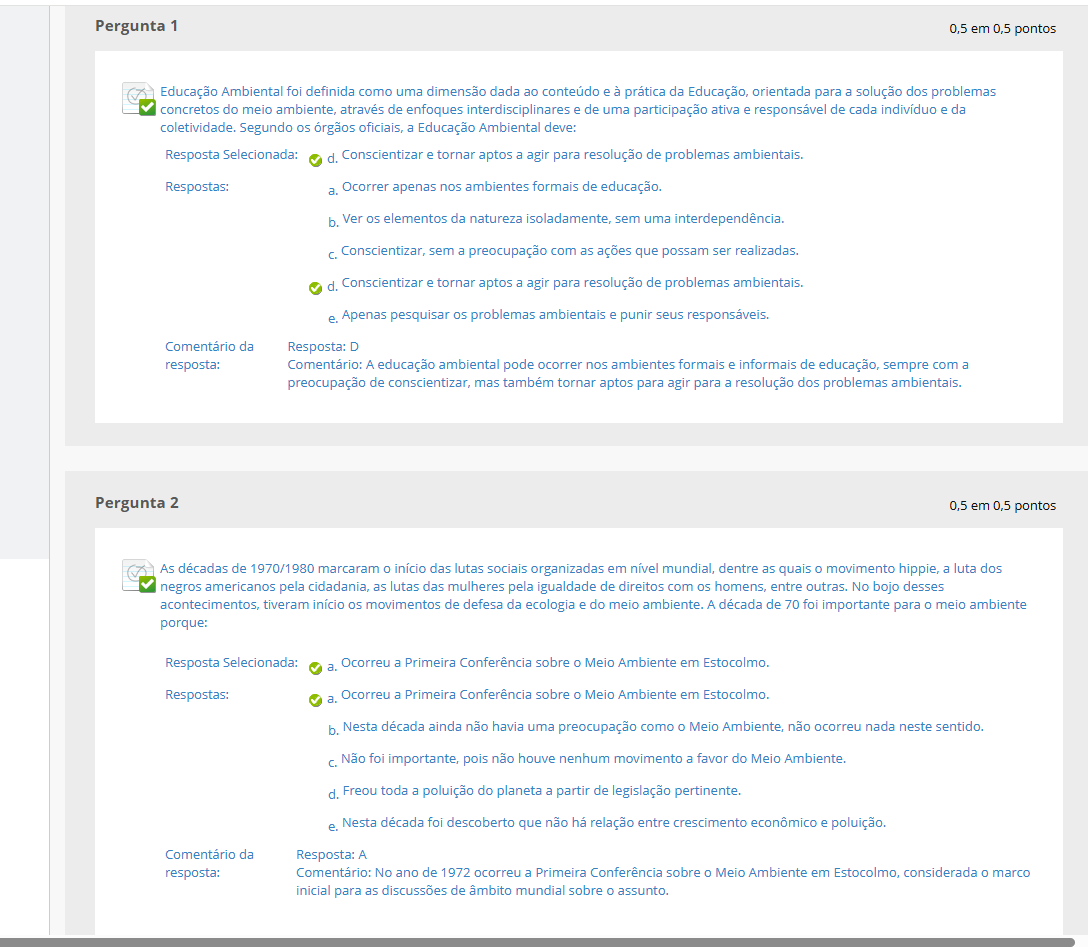 Pergunta 1
0,5 em 0,5 pontos
Educação Ambiental foi definida como uma dimensão dada ao conteúdo e à prática da Educação, orientada para a solução dos problemas
concretos do meio ambiente, através de enfoques interdisciplinares e de uma participação ativa e responsável de cada indivíduo e da
coletividade. Segundo os órgãos oficiais, a Educação Ambiental deve:
Resposta Selecionada: d. Conscientizar e tornar aptos a agir para resolução de problemas ambientais.
Respostas: a. Ocorrer apenas nos ambientes formais de educação.
b. Ver os elementos da natureza isoladamente, sem uma interdependência.
c. Conscientizar, sem a preocupação com as ações que possam ser realizadas.
d. Conscientizar e tornar aptos a agir para resolução de problemas ambientais.
e. Apenas pesquisar os problemas ambientais e punir seus responsáveis.
Comentário da Resposta: D
resposta: Comentário: A educação ambiental pode ocorrer nos ambientes formais e informais de educação, sempre com a
preocupação de conscientizar, mas também tornar aptos para agir para a resolução dos problemas ambientais.
Pergunta 2
0,5 em 0,5 pontos
As décadas de 1970/1980 marcaram o início das lutas sociais organizadas em nível mundial, dentre as quais o movimento hippie, a luta dos
negros americanos pela cidadania, as lutas das mulheres pela igualdade de direitos com os homens, entre outras. No bojo desses
acontecimentos, tiveram início os movimentos de defesa da ecologia e do meio ambiente. A década de 70 foi importante para o meio ambiente
porque:
Resposta Selecionada: a. Ocorreu a Primeira Conferência sobre o Meio Ambiente em Estocolmo.
Respostas: a. Ocorreu a Primeira Conferência sobre o Meio Ambiente em Estocolmo.
b. Nesta década ainda não havia uma preocupação como o Meio Ambiente, não ocorreu nada neste sentido.
c. Não foi importante, pois não houve nenhum movimento a favor do Meio Ambiente.
d. Freou toda a poluição do planeta a partir de legislação pertinente.
e. Nesta década foi descoberto que não há relação entre crescimento econômico e poluição.
Comentário da Resposta: A
resposta: Comentário: No ano de 1972 ocorreu a Primeira Conferência sobre o Meio Ambiente em Estocolmo, considerada o marco
inicial para as discussões de âmbito mundial sobre o assunto.